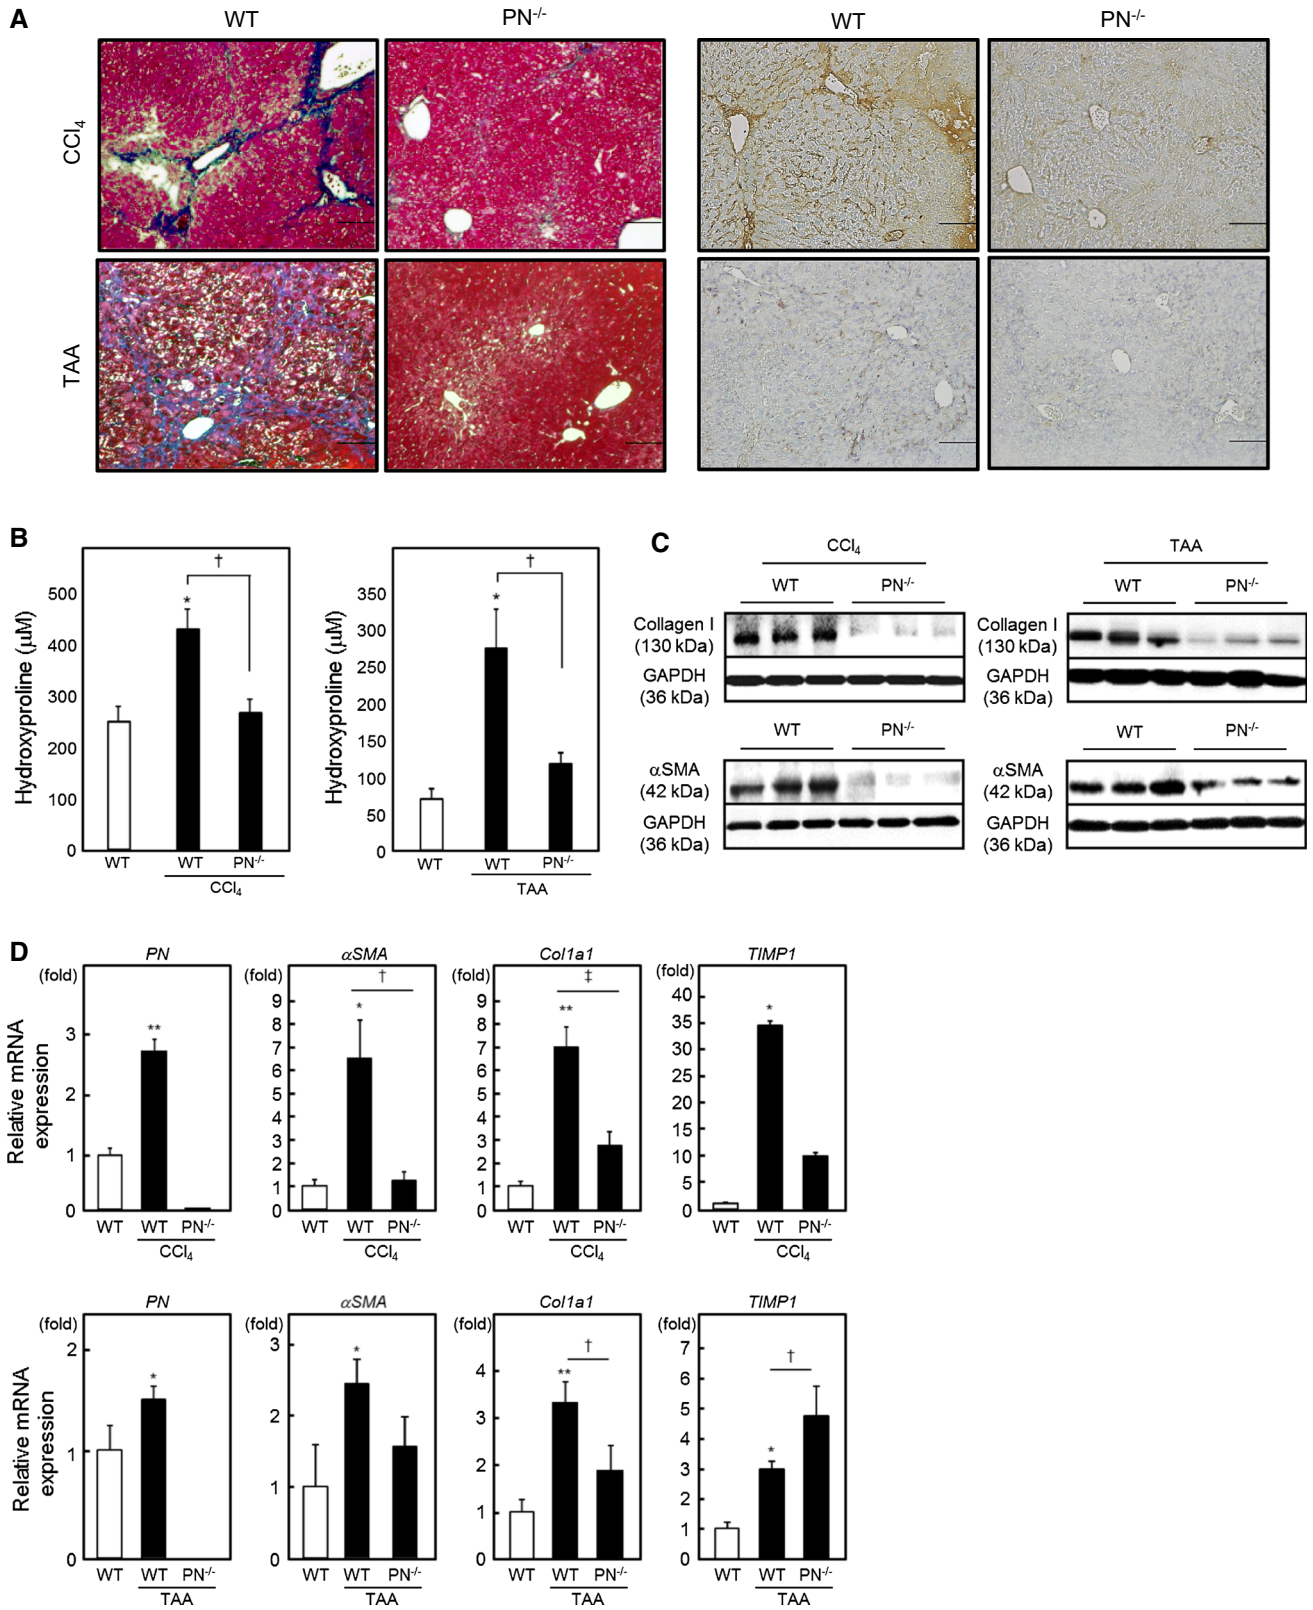 A
WT PN-/- WT PN-/-
CCl4
TAA
B
Hydroxyproline (µM)
500
400
300
200
100
0
†
*
WT WT PN-/-
CCl4
Hydroxyproline (µM)
350
300
250
200
150
100
50
0
†
*
WT WT PN-/-
TAA
C
CCl4
WT PN-/-
Collagen I
(130 kDa)
GAPDH
(36 kDa)
WT PN-/-
αSMA
(42 kDa)
GAPDH
(36 kDa)
TAA
WT PN-/-
Collagen I
(130 kDa)
GAPDH
(36 kDa)
WT PN-/-
αSMA
(42 kDa)
GAPDH
(36 kDa)
D
Relative mRNA
expression
PN
(fold)
3
2
1
0
**
WT WT PN-/-
CCl4
αSMA
(fold)
9
8
7
6
5
4
3
2
1
0
†
*
WT WT PN-/-
CCl4
Col1a1
(fold)
9
8
7
6
5
4
3
2
1
0
‡
**
WT WT PN-/-
CCl4
TIMP1
(fold)
40
35
30
25
20
15
10
5
0
*
WT WT PN-/-
CCl4
Relative mRNA
expression
PN
(fold)
2
1
0
*
WT WT PN-/-
TAA
αSMA
(fold)
3
2
1
0
*
WT WT PN-/-
TAA
Col1a1
(fold)
4
3
2
1
0
†
**
WT WT PN-/-
TAA
TIMP1
(fold)
7
6
5
4
3
2
1
0
†
*
WT WT PN-/-
TAA